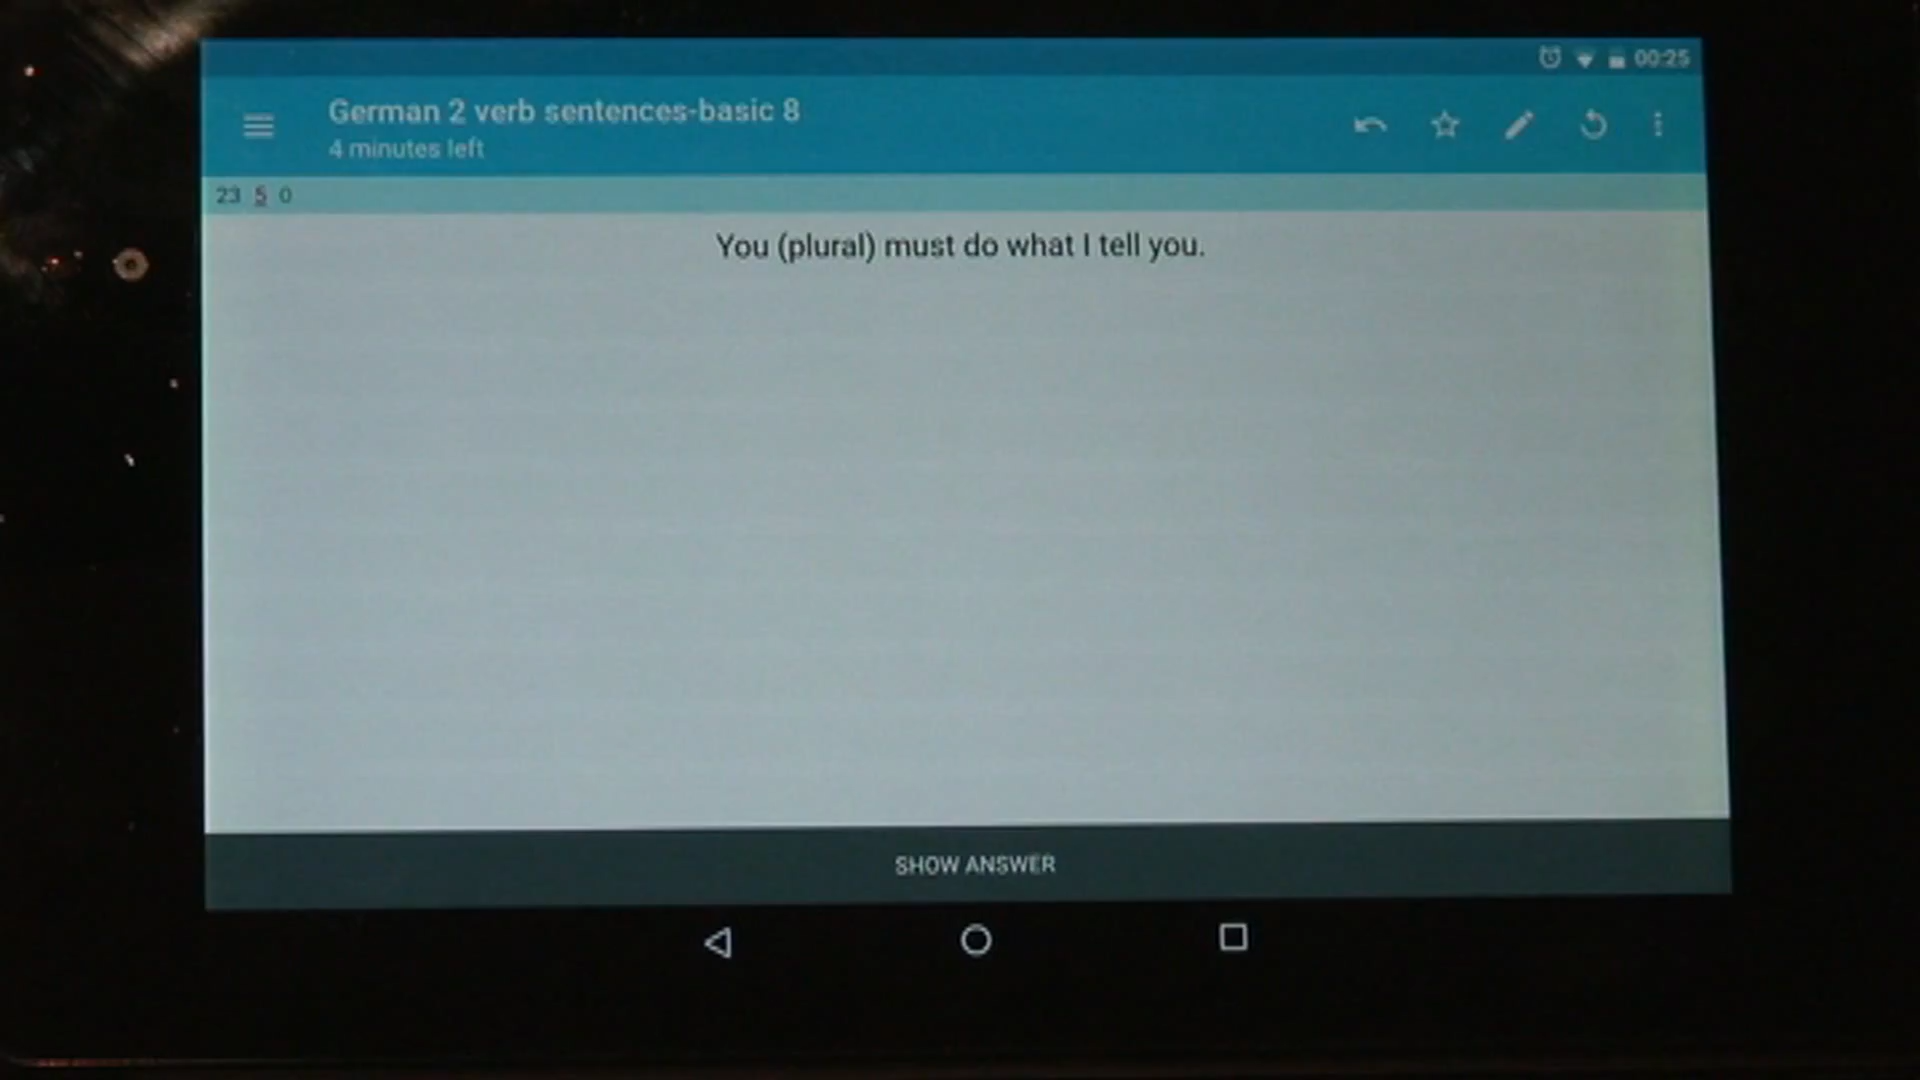 00:25
German 2 verb sentences-basic 8
4 minutes left
23 5 0
You (plural) must do what I tell you.
SHOW ANSWER